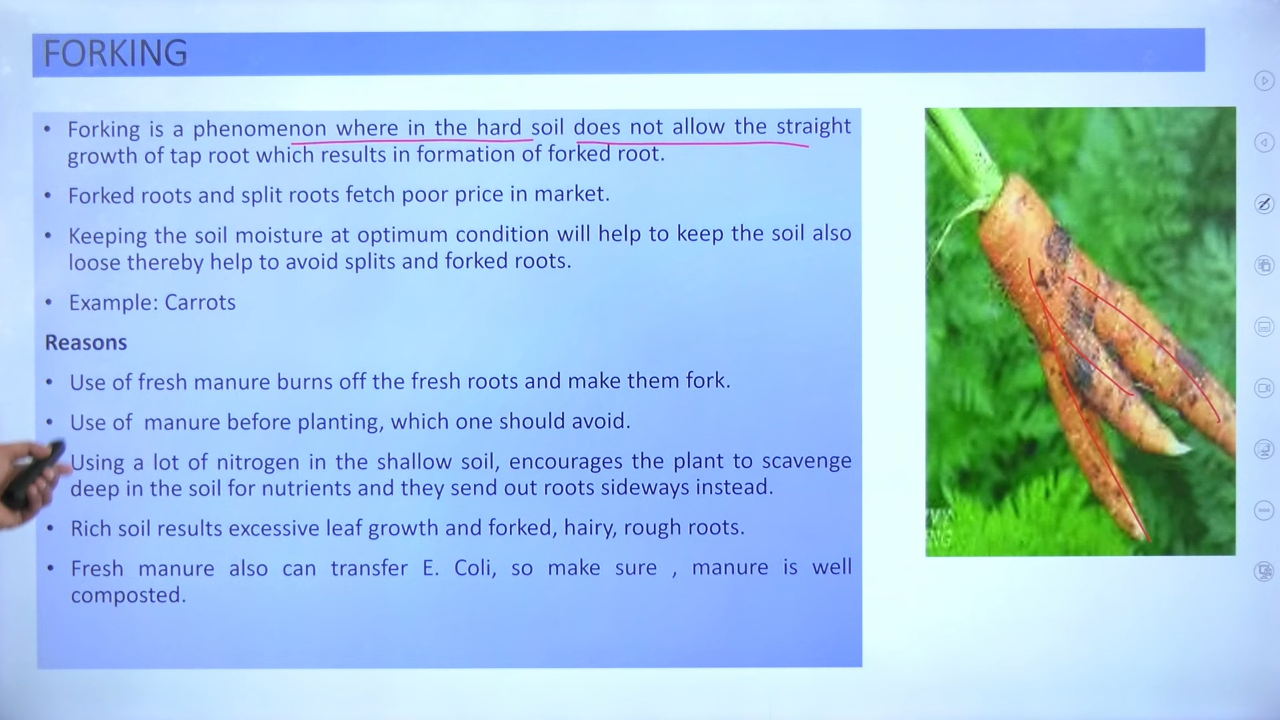 FORKING
• Forking is a phenomenon where in the hard soil does not allow the straight
growth of tap root which results in formation of forked root.
• Forked roots and split roots fetch poor price in market.
• Keeping the soil moisture at optimum condition will help to keep the soil also
loose thereby help to avoid splits and forked roots.
• Example: Carrots
Reasons
• Use of fresh manure burns off the fresh roots and make them fork.
• Use of manure before planting, which one should avoid.
Using a lot of nitrogen in the shallow soil, encourages the plant to scavenge
deep in the soil for nutrients and they send out roots sideways instead.
• Rich soil results excessive leaf growth and forked, hairy, rough roots.
• Fresh manure also can transfer E. Coli, so make sure , manure is well
composted.